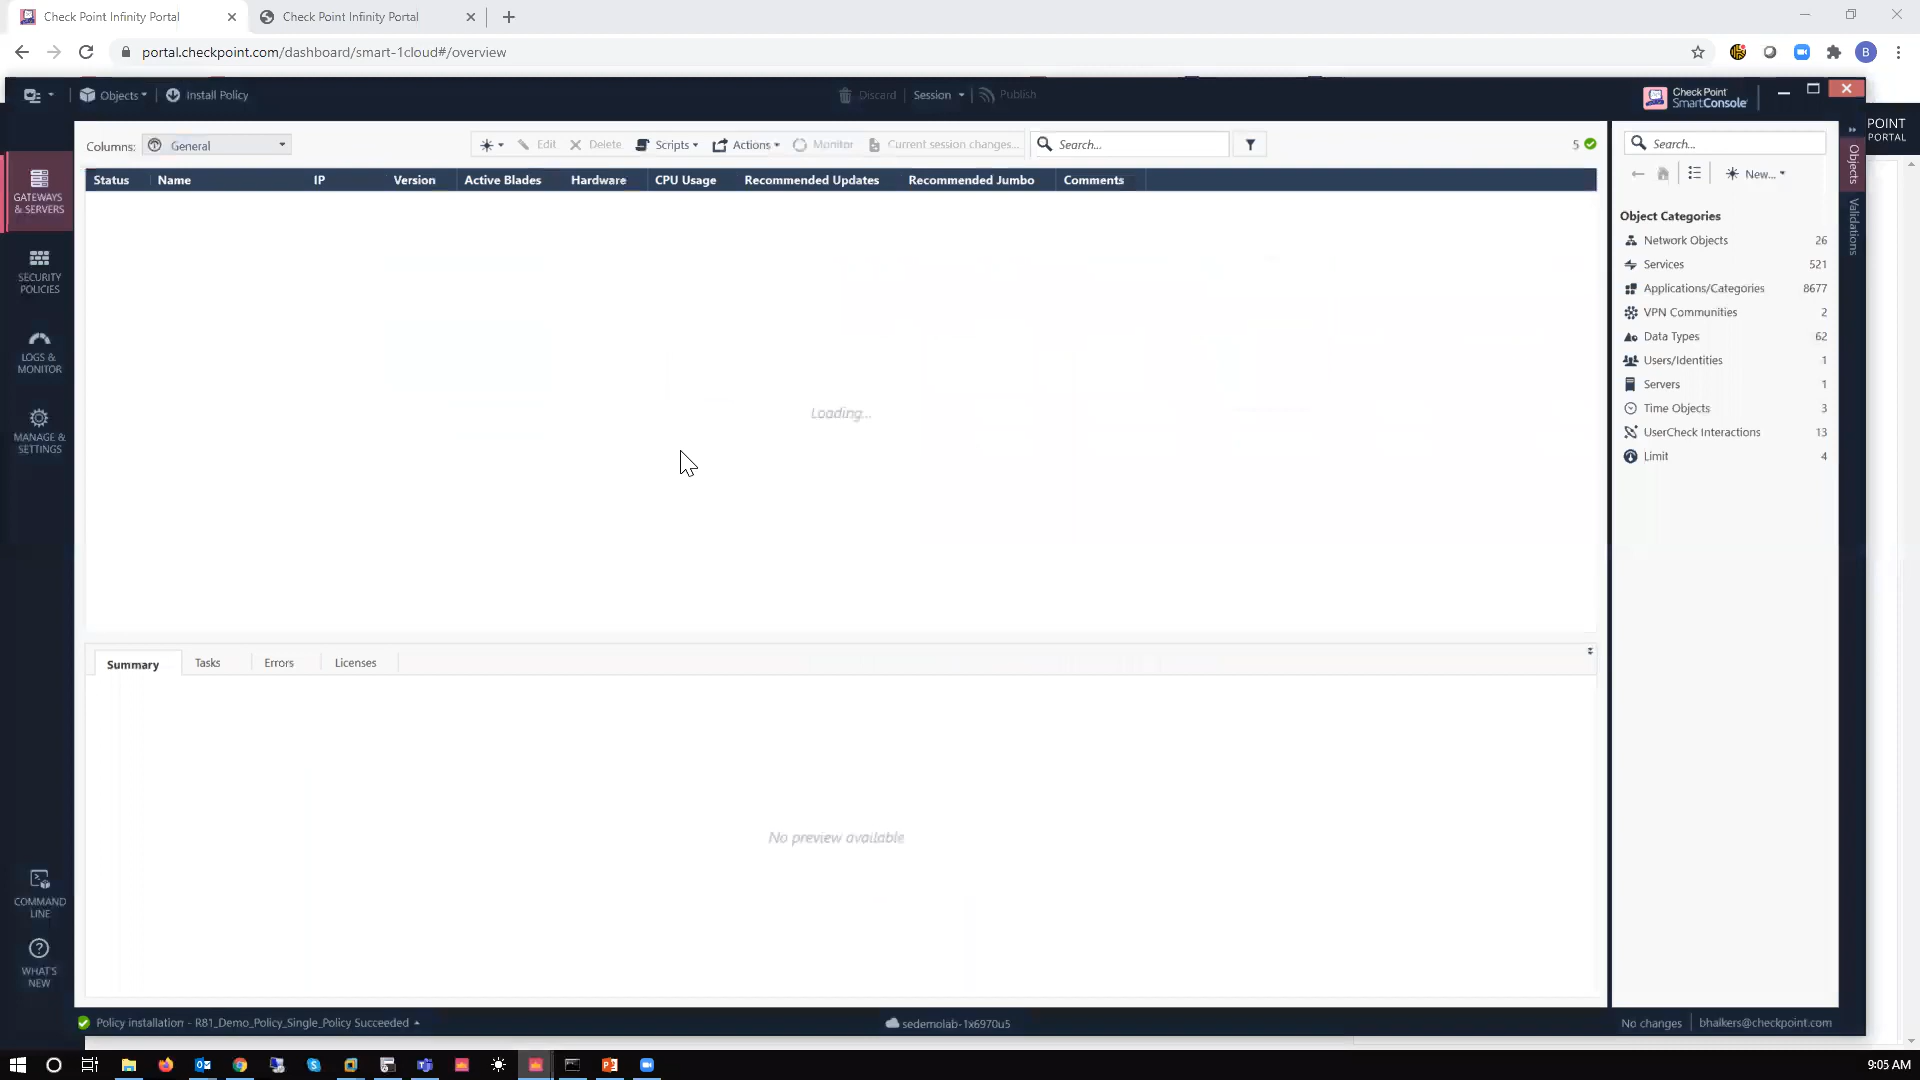 Check Point Infinity Portal
Check Point Infinity Portal
portal.checkpoint.com/dashboard/smart-1cloud#/overview
B
Objects
Install Policy
Discard
Session
Publish
Check Point
SmartConsole
POINT
PORTAL
Columns:
General
Edit
Delete
Scripts
Actions
Monitor
Current session changes...
Search...
5
Search...
New...
Objects
Validations
Status
Name
IP
Version
Active Blades
Hardware
CPU Usage
Recommended Updates
Recommended Jumbo
Comments
GATEWAYS
& SERVERS
SECURITY
POLICIES
LOGS &
MONITOR
MANAGE &
SETTINGS
COMMAND
LINE
WHAT'S
NEW
Loading...
Object Categories
Network Objects 26
Services 521
Applications/Categories 8677
VPN Communities 2
Data Types 62
Users/Identities 1
Servers 1
Time Objects 3
UserCheck Interactions 13
Limit 4
Summary
Tasks
Errors
Licenses
No preview available
Policy installation - R81_Demo_Policy_Single_Policy Succeeded
sedemolab-1x6970u5
No changes
bhalkers@checkpoint.com
9:05 AM